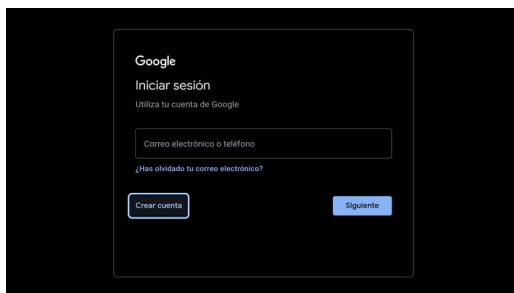 Google
Iniciar sesión
Utiliza tu cuenta de Google
Correo electrónico o teléfono
¿Has olvidado tu correo electrónico?
Crear cuenta
Siguiente